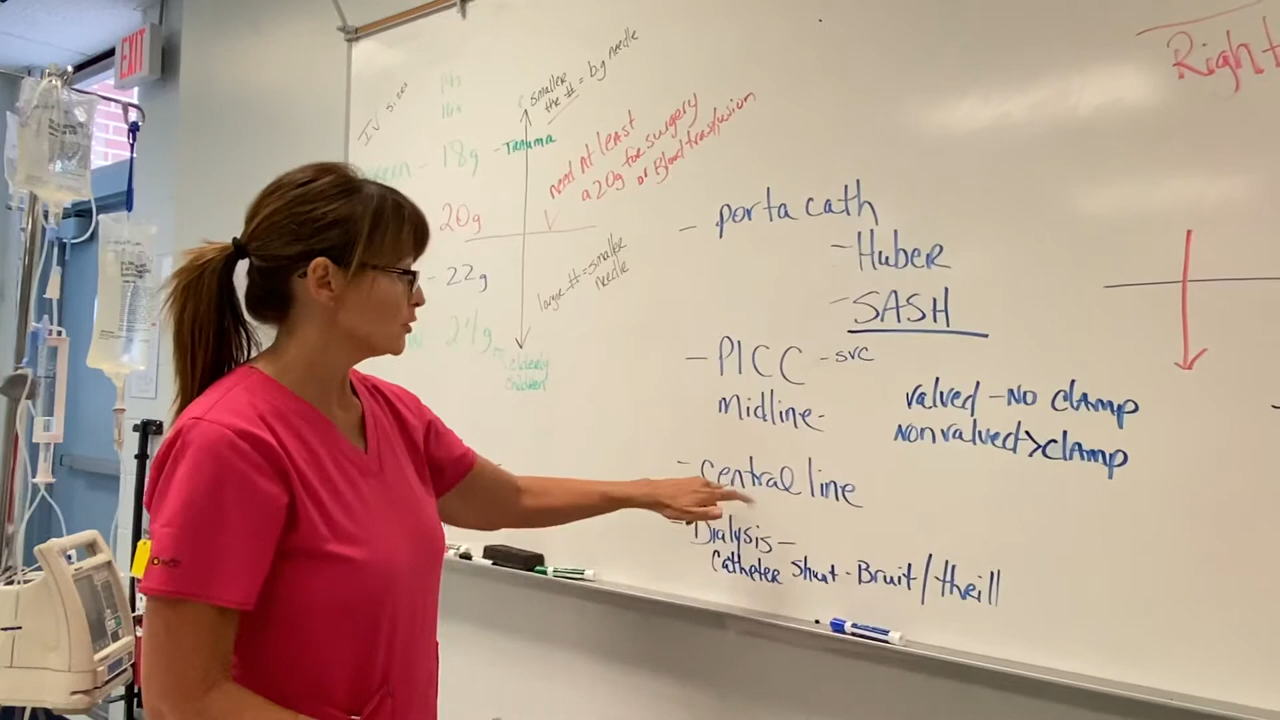 EXIT
IV sizes
14g
16g
green - 18g - Trauma
smaller
the # = big needle
need At least
a 20g for surgery
or Blood transfusion
20g
- 22g
large # = smaller
needle
24g
elderly
children
- porta cath
- Huber
- SASH
- PICC - svc
midline-
valved - No clamp
Nonvalved > clamp
- central line
- Dialysis -
Catheter Shunt - Bruit / thrill
Right